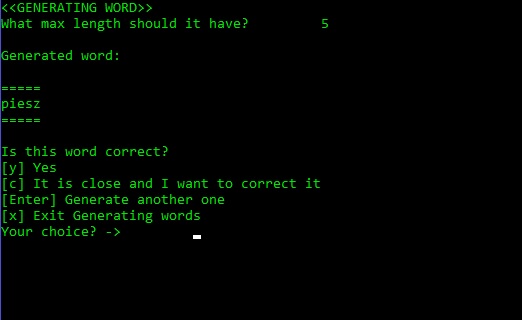 <<GENERATING WORD>>
What max length should it have? 5
Generated word:
=====
piesz
=====
Is this word correct?
[y] Yes
[c] It is close and I want to correct it
[Enter] Generate another one
[x] Exit Generating words
Your choice? ->